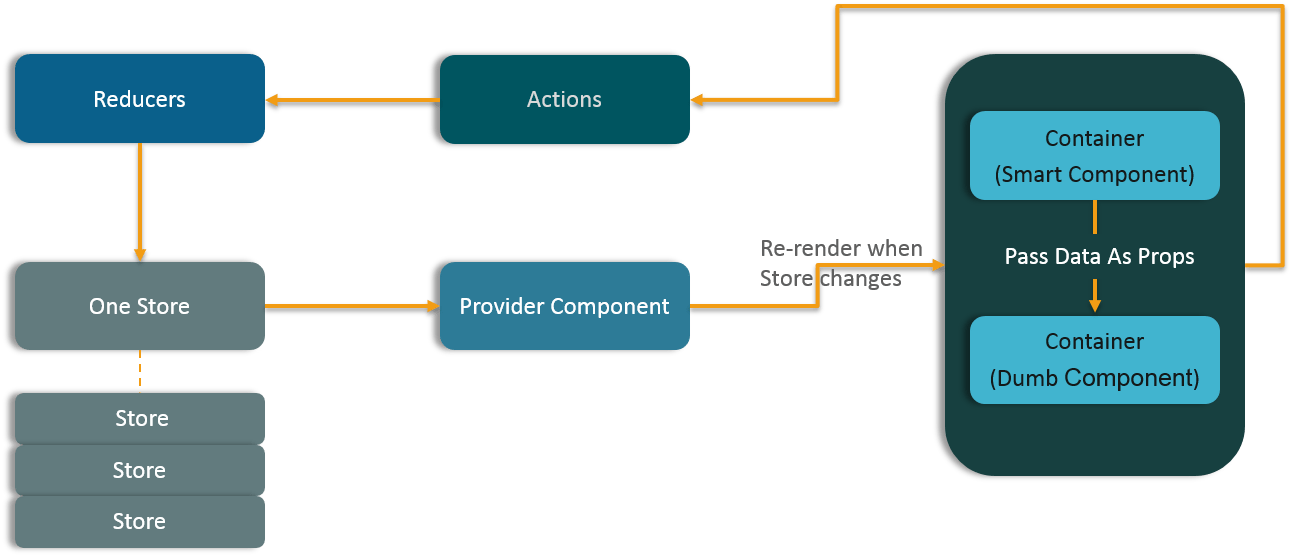 Reducers
Actions
Container
(Smart Component)
Pass Data As Props
Container
(Dumb Component)
Re-render when
Store changes
One Store
Provider Component
Store
Store
Store